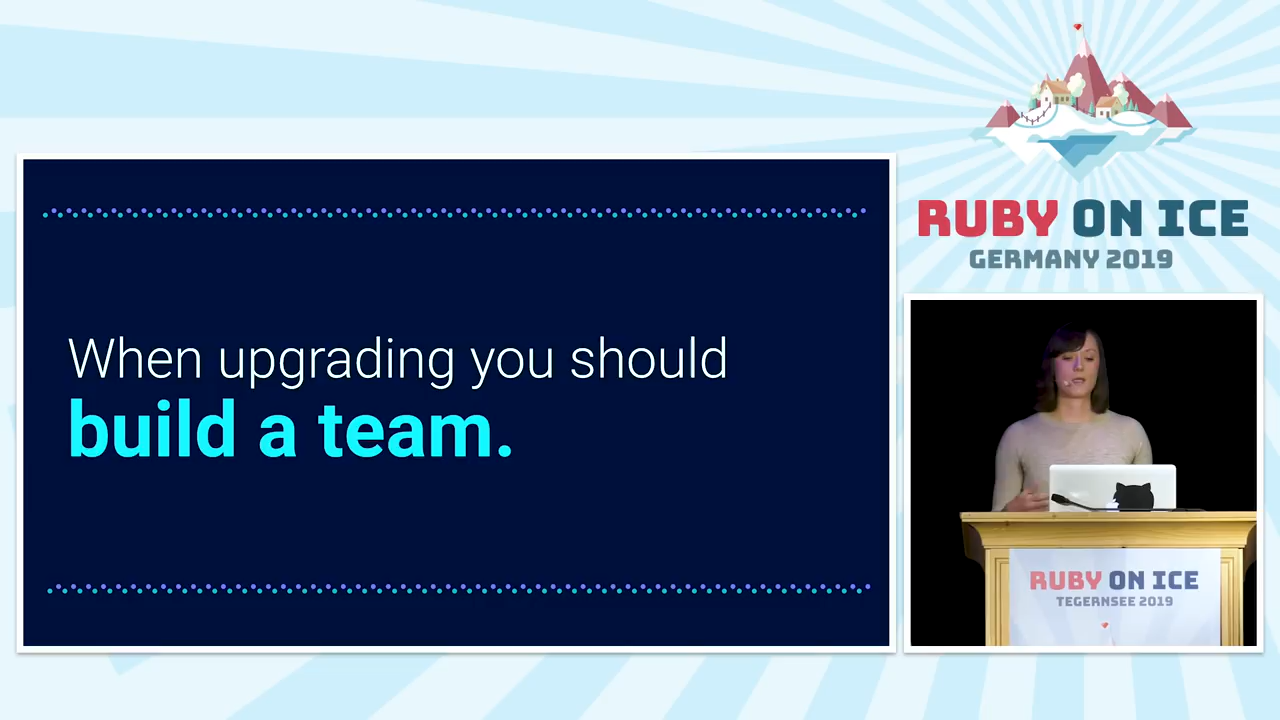 RUBY ON ICE
GERMANY 2019
When upgrading you should
build a team.
RUBY ON ICE
TEGERNSEE 2019